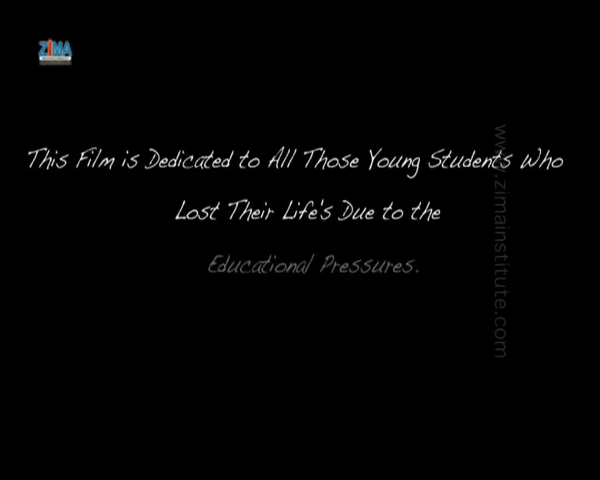 ZIMA
This Film is Dedicated to All Those Young Students Who
Lost Their Life's Due to the
Educational Pressures.
www.zimainstitute.com